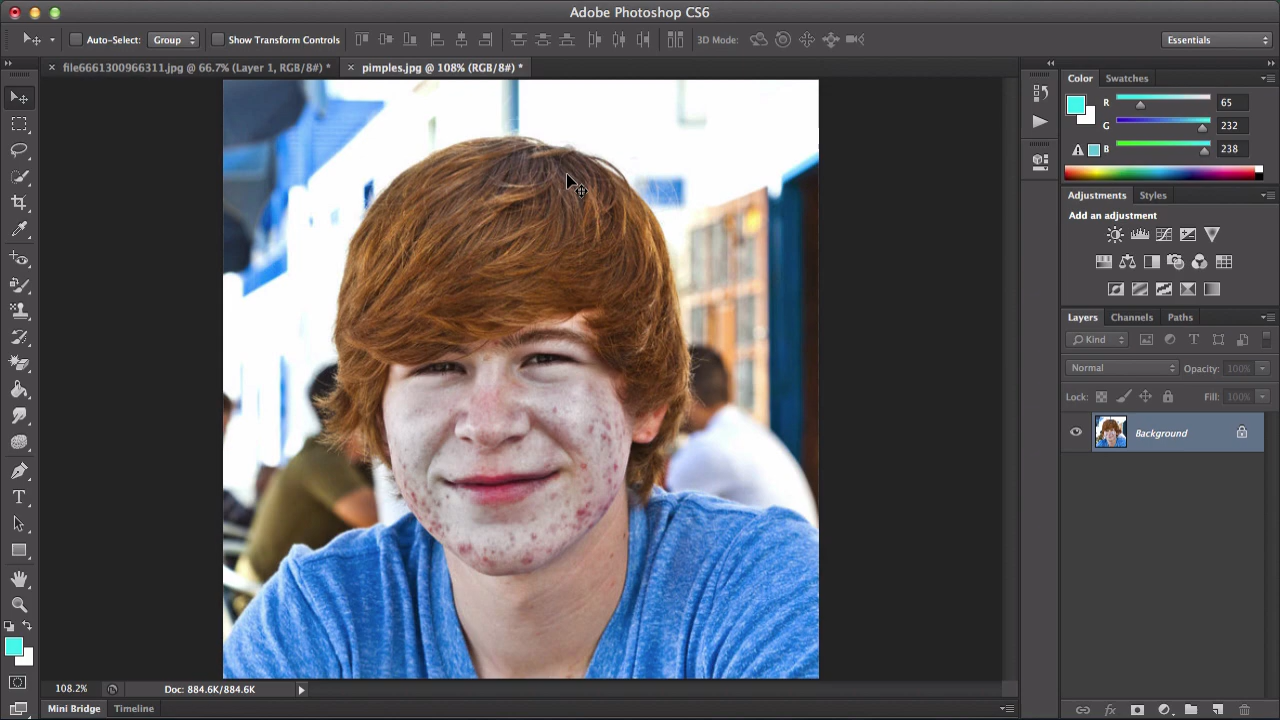 Adobe Photoshop CS6
Auto-Select: Group Show Transform Controls 3D Mode: Essentials
file6661300966311.jpg @ 66.7% (Layer 1, RGB/8#) * pimples.jpg @ 108% (RGB/8#) *
Color Swatches
R 65
G 232
B 238
Adjustments Styles
Add an adjustment
Layers Channels Paths
Kind
Normal Opacity: 100%
Lock: Fill: 100%
Background
108.2% Doc: 884.6K/884.6K
Mini Bridge Timeline